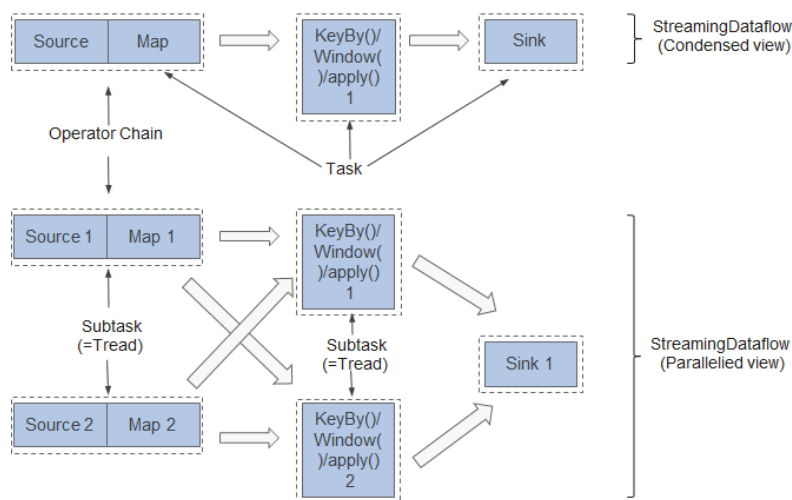 Source
Map
KeyBy()/
Window(
)/apply()
1
Sink
StreamingDataflow
(Condensed view)
Operator Chain
Task
Source 1
Map 1
KeyBy()/
Window(
)/apply()
1
Subtask
(=Tread)
Subtask
(=Tread)
Sink 1
StreamingDataflow
(Parallelied view)
Source 2
Map 2
KeyBy()/
Window(
)/apply()
2